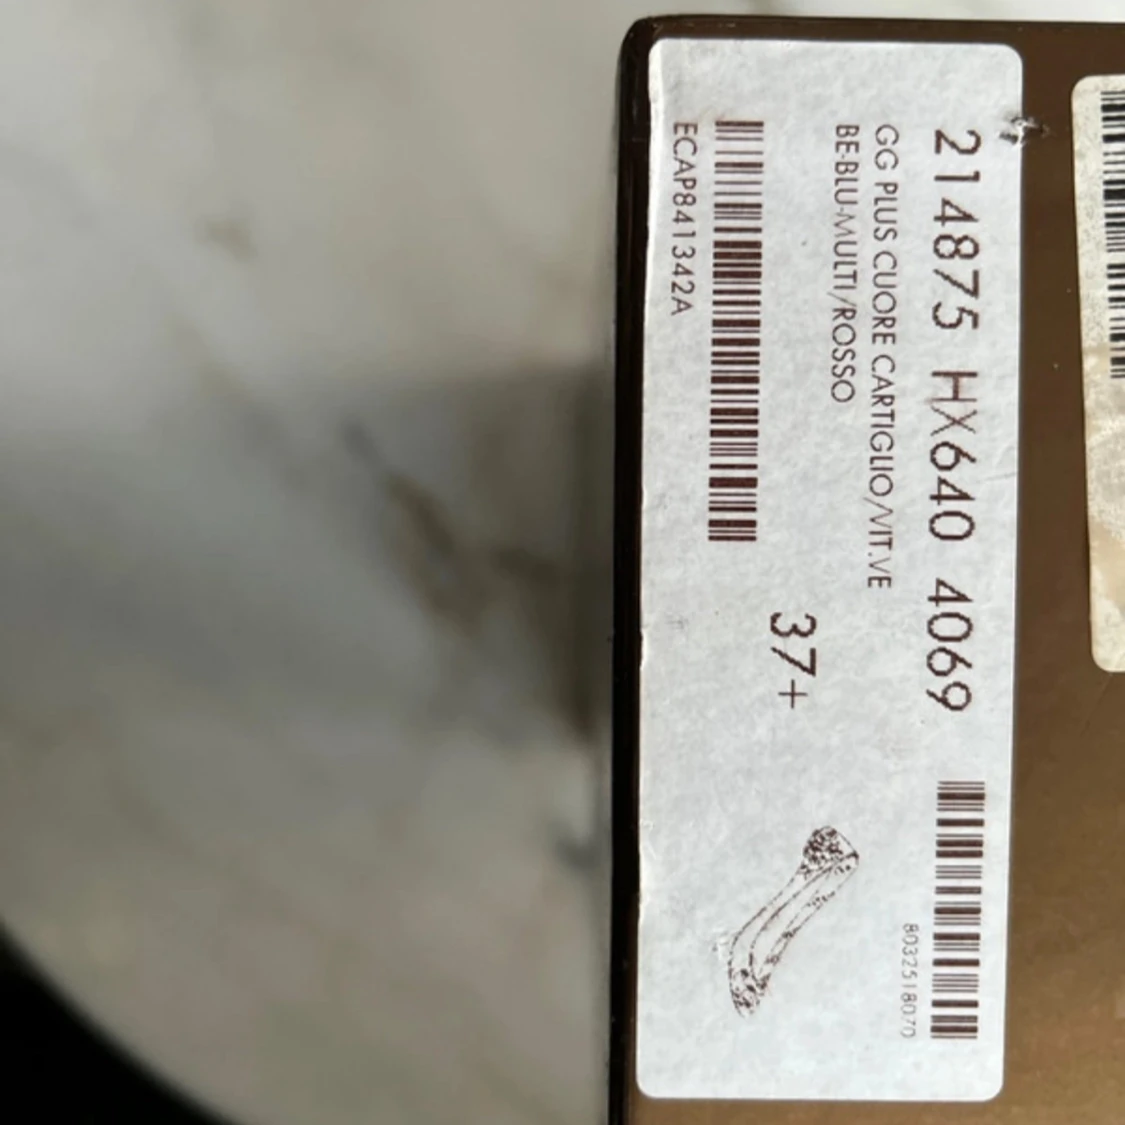 214875 HX640 4069
8032518070
GG PLUS CUORE CARTIGLIO/VIT.VE
BE-BLU-MULTI/ROSSO
37+
ECAP841342A